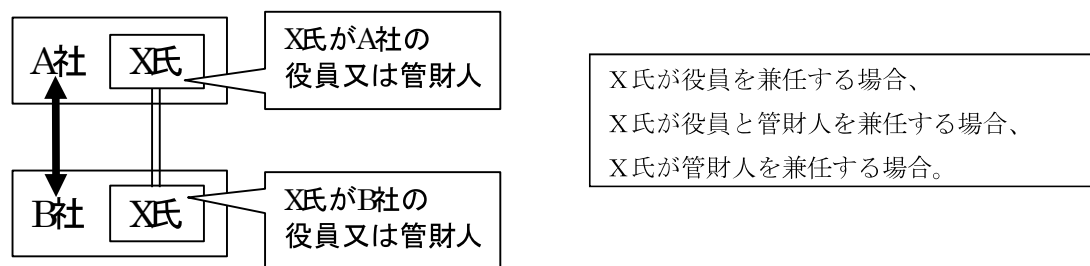 A社
X氏
X氏がA社の
役員又は管財人
B社
X氏
X氏がB社の
役員又は管財人
X氏が役員を兼任する場合、
X氏が役員と管財人を兼任する場合、
X氏が管財人を兼任する場合。